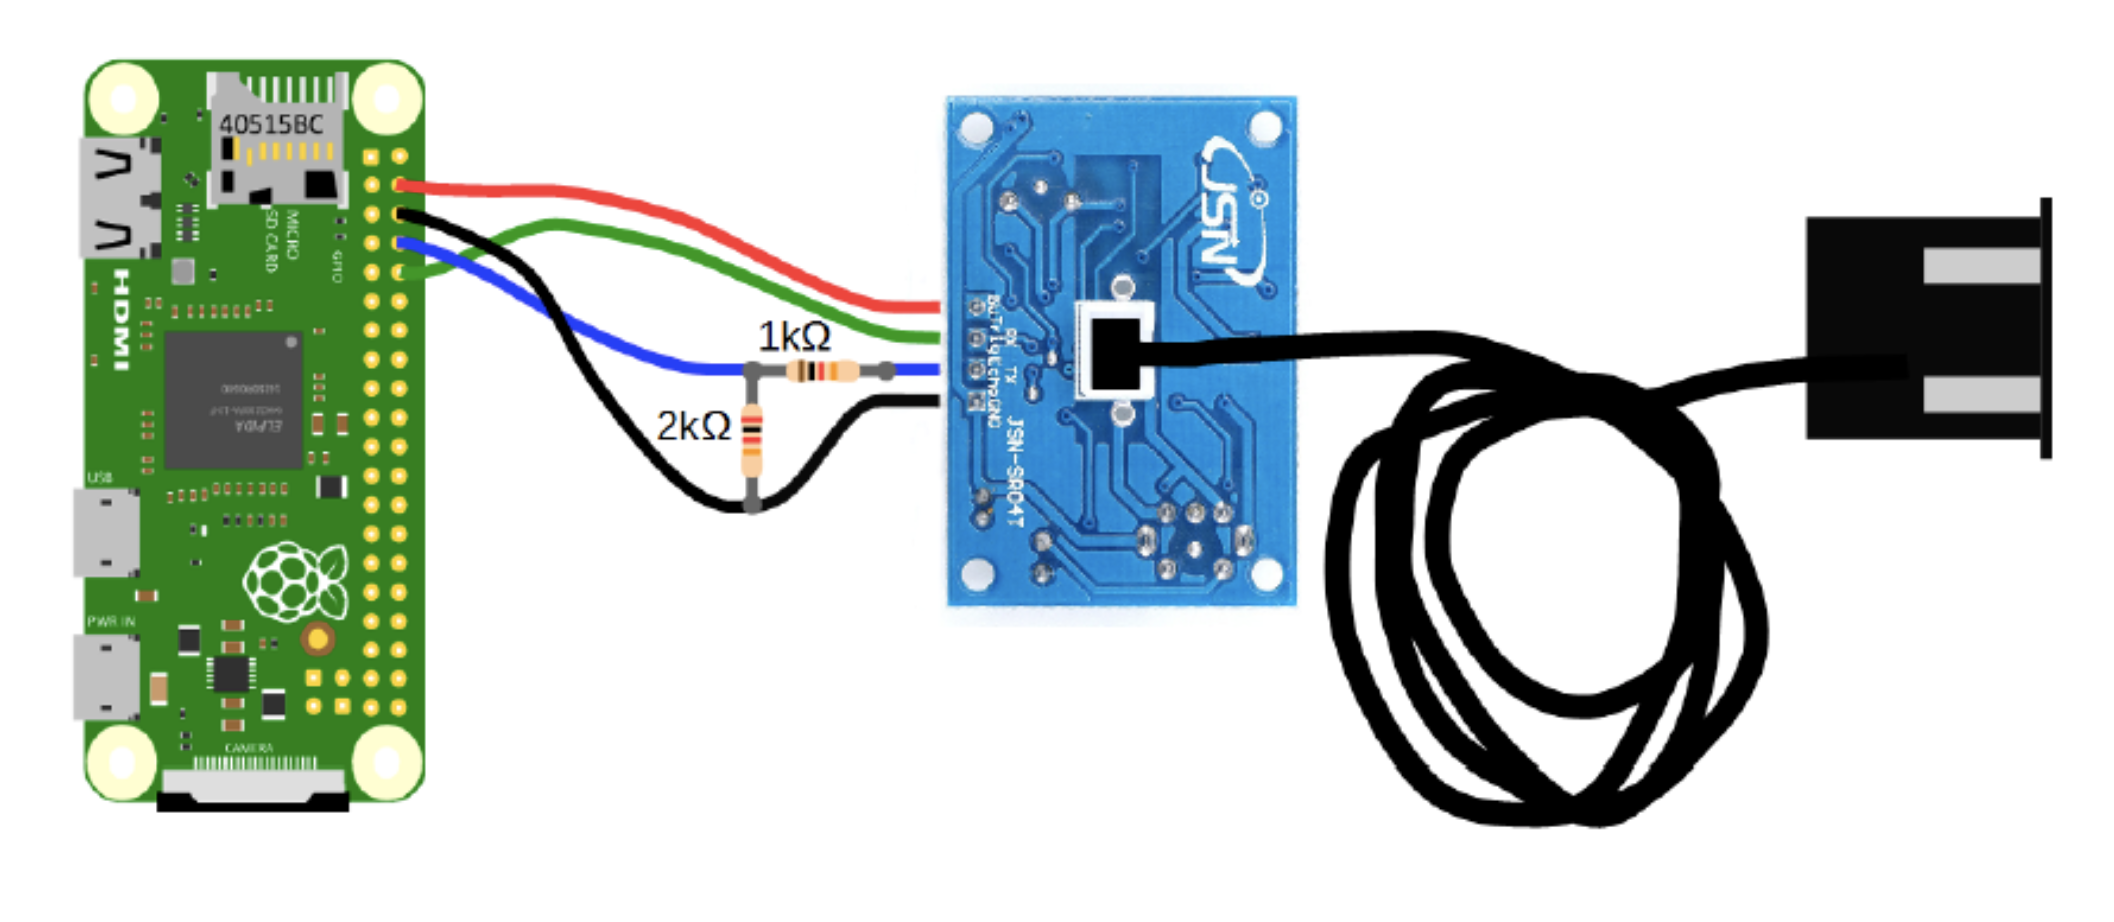 40515BC
MICRO
SD CARD
GPIO
HDMI
ELPIDA
USB
PWR IN
CAMERA
1kΩ
2kΩ
JSN
5V Trig Echo GND
RX TX
JSN-SR04T